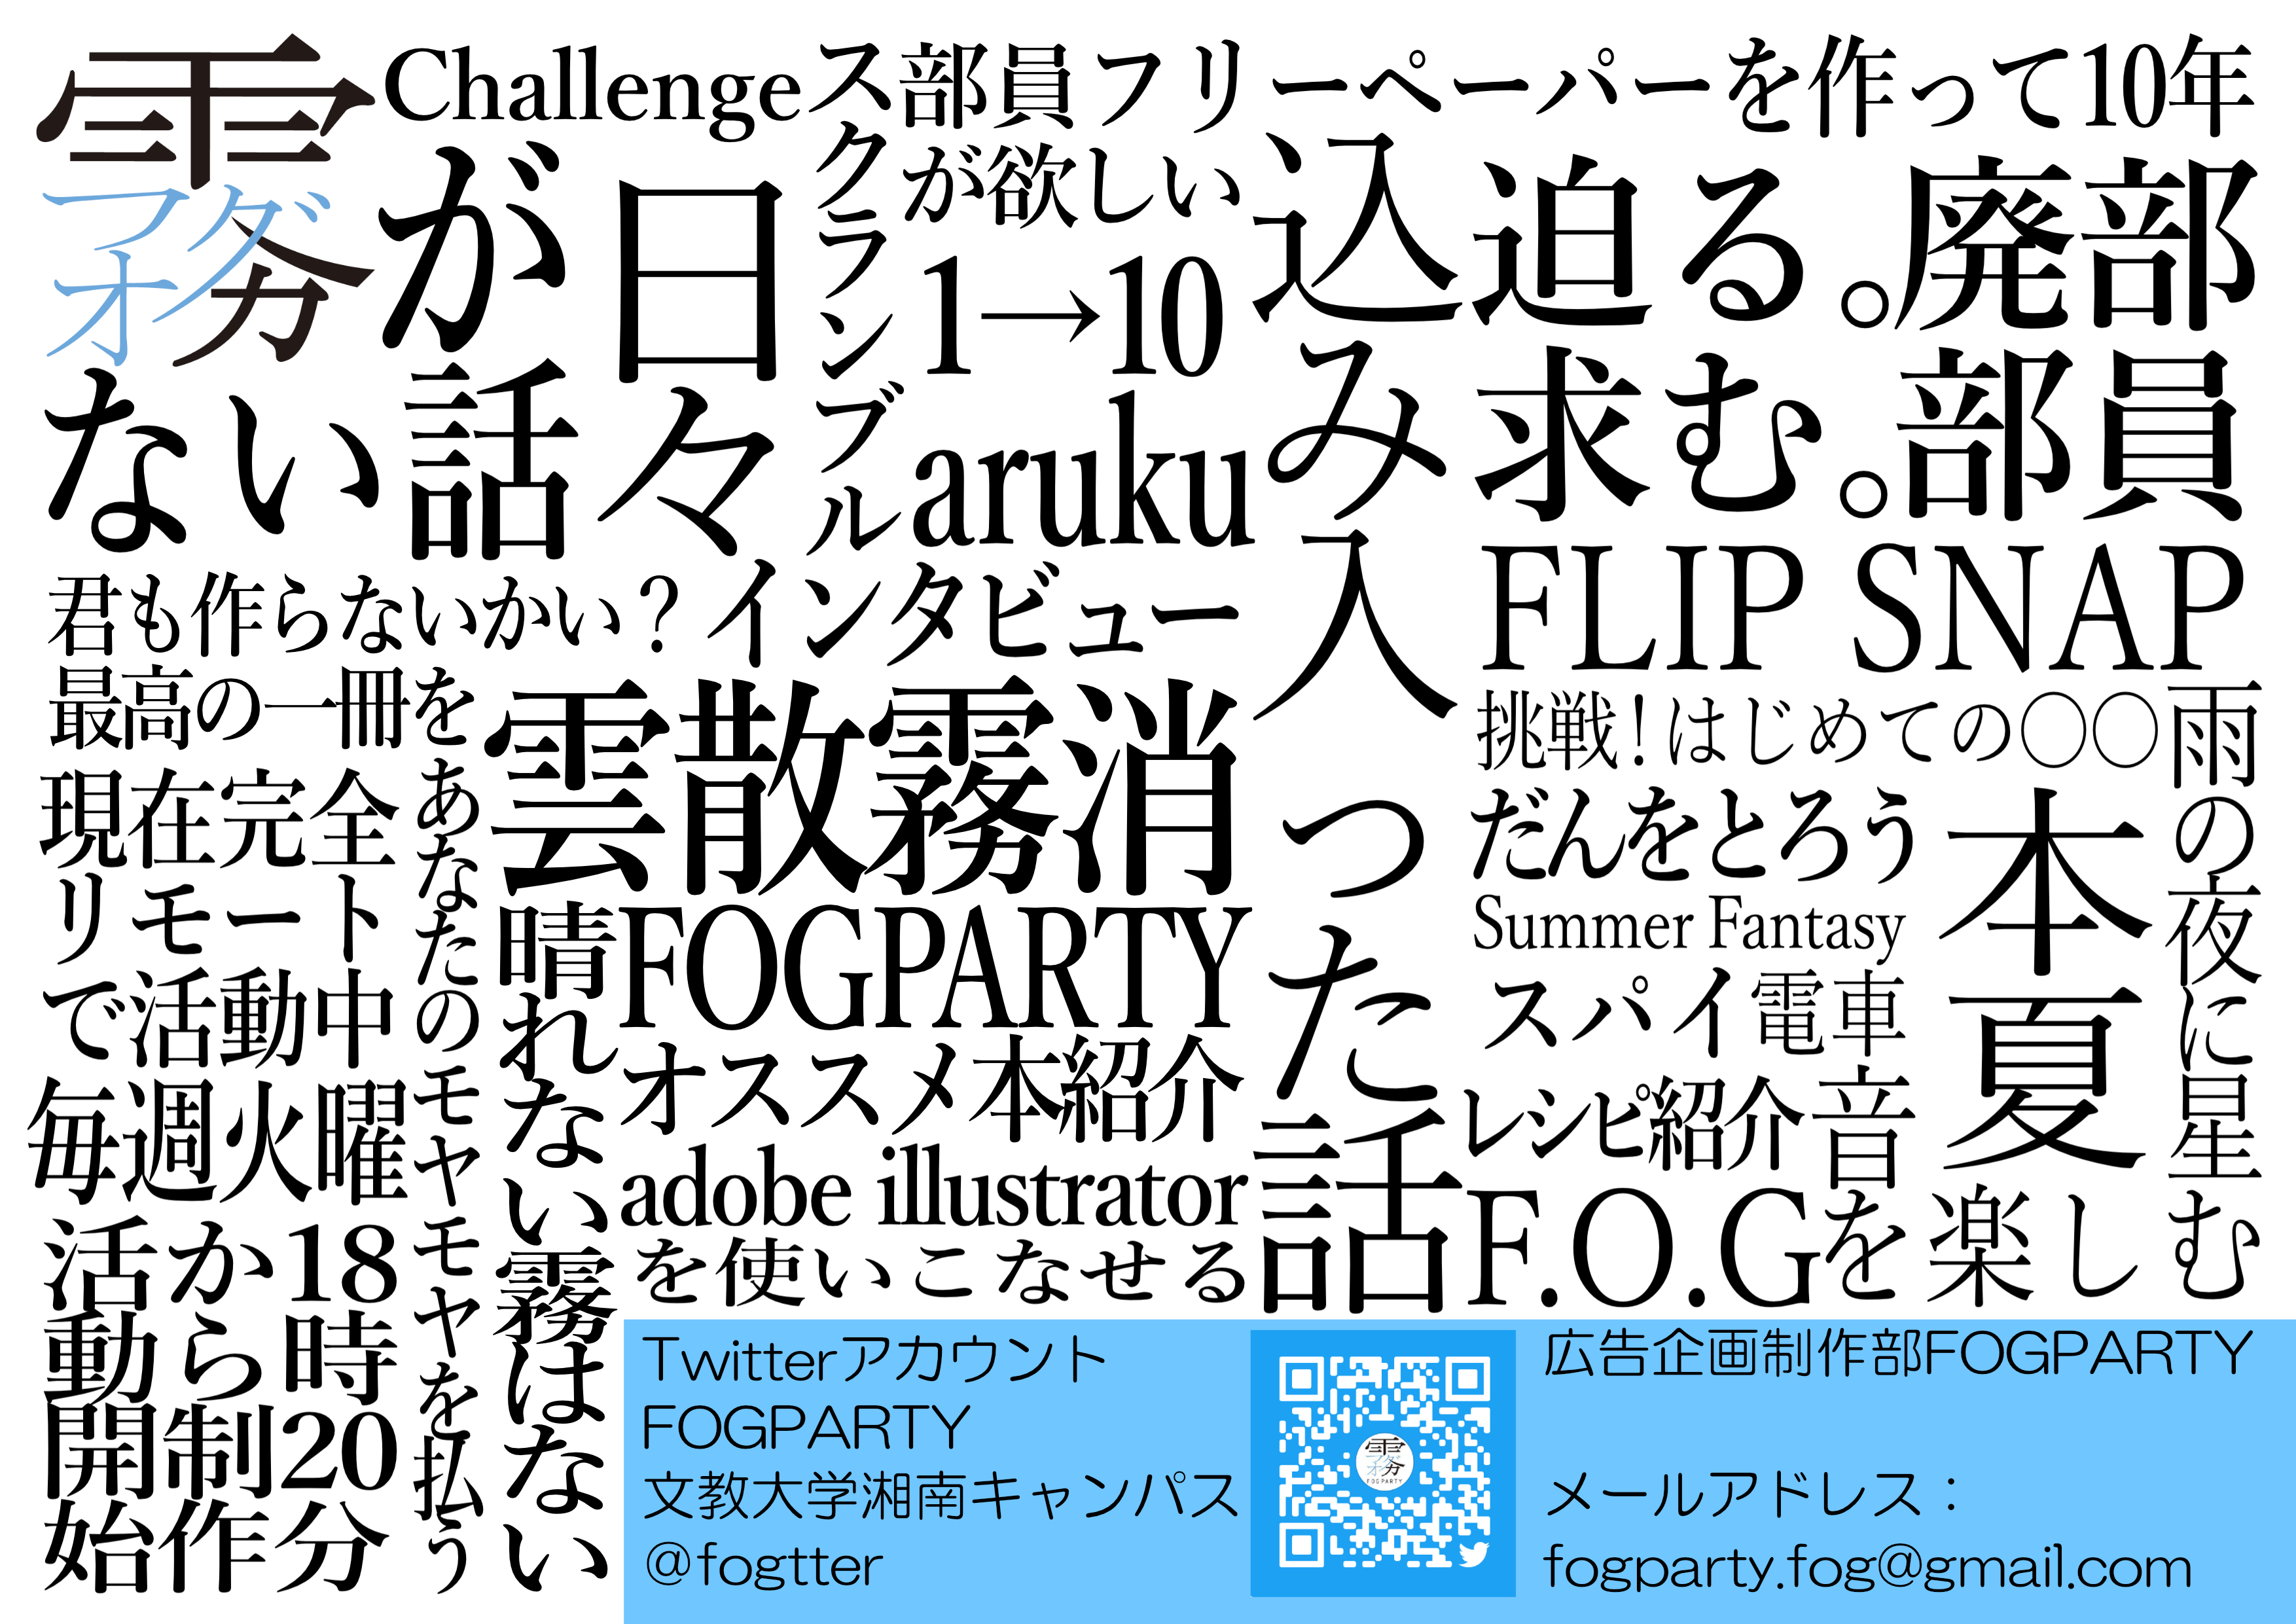 霧
フォグ
Challenge
スクランブル
部員
が欲しい
フリーペーパーを作って10年
が
ない話
日々
1→10
aruku
込み入った話
迫る。廃部
求む。部員
FLIP SNAP
君も作らないかい？
インタビュー
最高の一冊を
あなたのモヤモヤを払う
雲散霧消
挑戦！はじめての〇〇
雨の夜に星
現在完全
リモート
で活動中
だんをとろう
本夏
晴れない霧はない
FOGPARTY
Summer Fantasy
オススメ本紹介
スパイ電車
レシピ紹介
音
を楽しむ
毎週火曜
adobe illustrator
を使いこなせる
F.O.G
18時20分
から制作
活動開始
Twitterアカウント
FOGPARTY
文教大学湘南キャンパス
@fogtter
霧
フォグ
FOGPARTY
広告企画制作部FOGPARTY
メールアドレス：
fogparty.fog@gmail.com